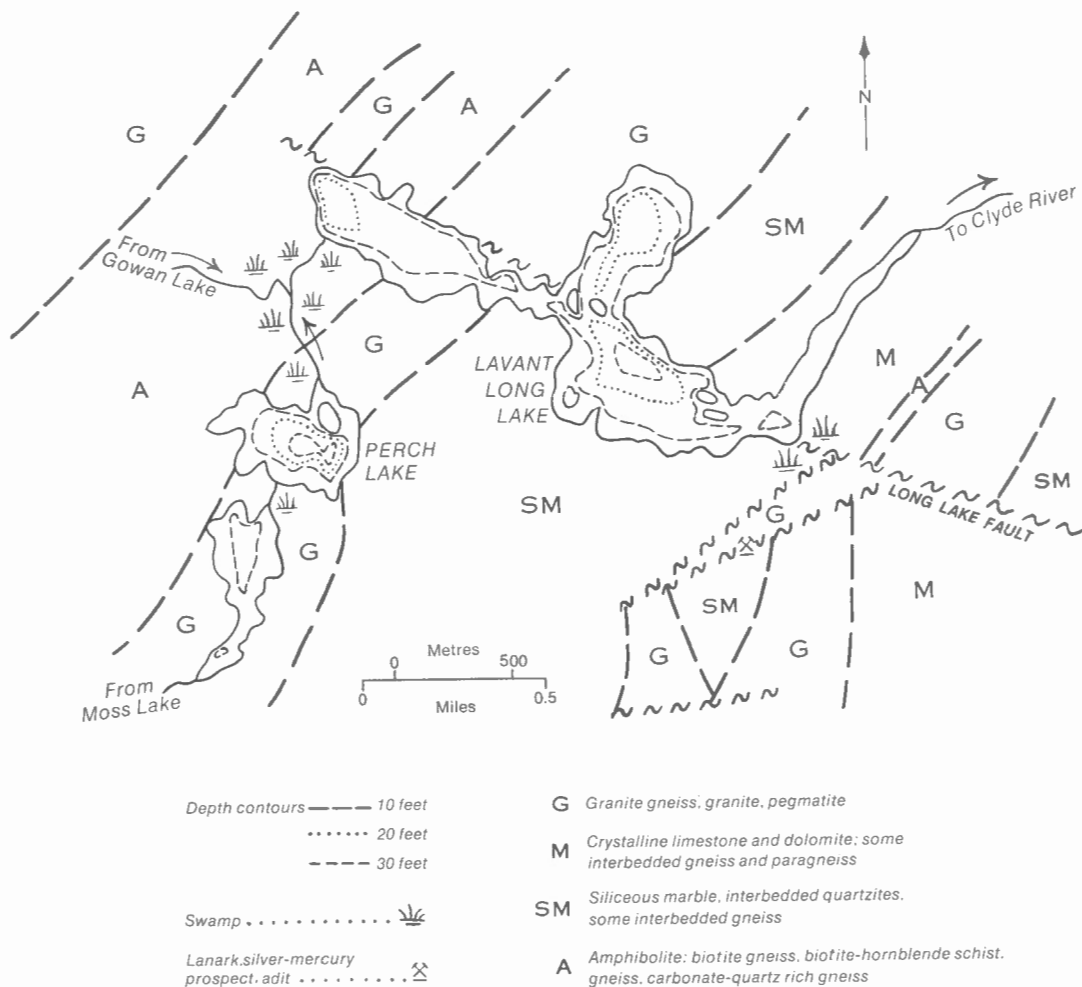 A
G
A
G
G
N
SM
To Clyde River
From
Gowan Lake
G
LAVANT
LONG
LAKE
M
A
A
G
PERCH
LAKE
SM
SM
LONG LAKE FAULT
G
G
M
SM
G
G
G
From
Moss Lake
0 Metres 500
0 Miles 0.5
Depth contours 10 feet
20 feet
30 feet
Swamp
Lanark silver-mercury
prospect, adit
G Granite gneiss, granite, pegmatite
M Crystalline limestone and dolomite; some
interbedded gneiss and paragneiss
SM Siliceous marble, interbedded quartzites,
some interbedded gneiss
A Amphibolite: biotite gneiss, biotite-hornblende schist,
gneiss, carbonate-quartz rich gneiss